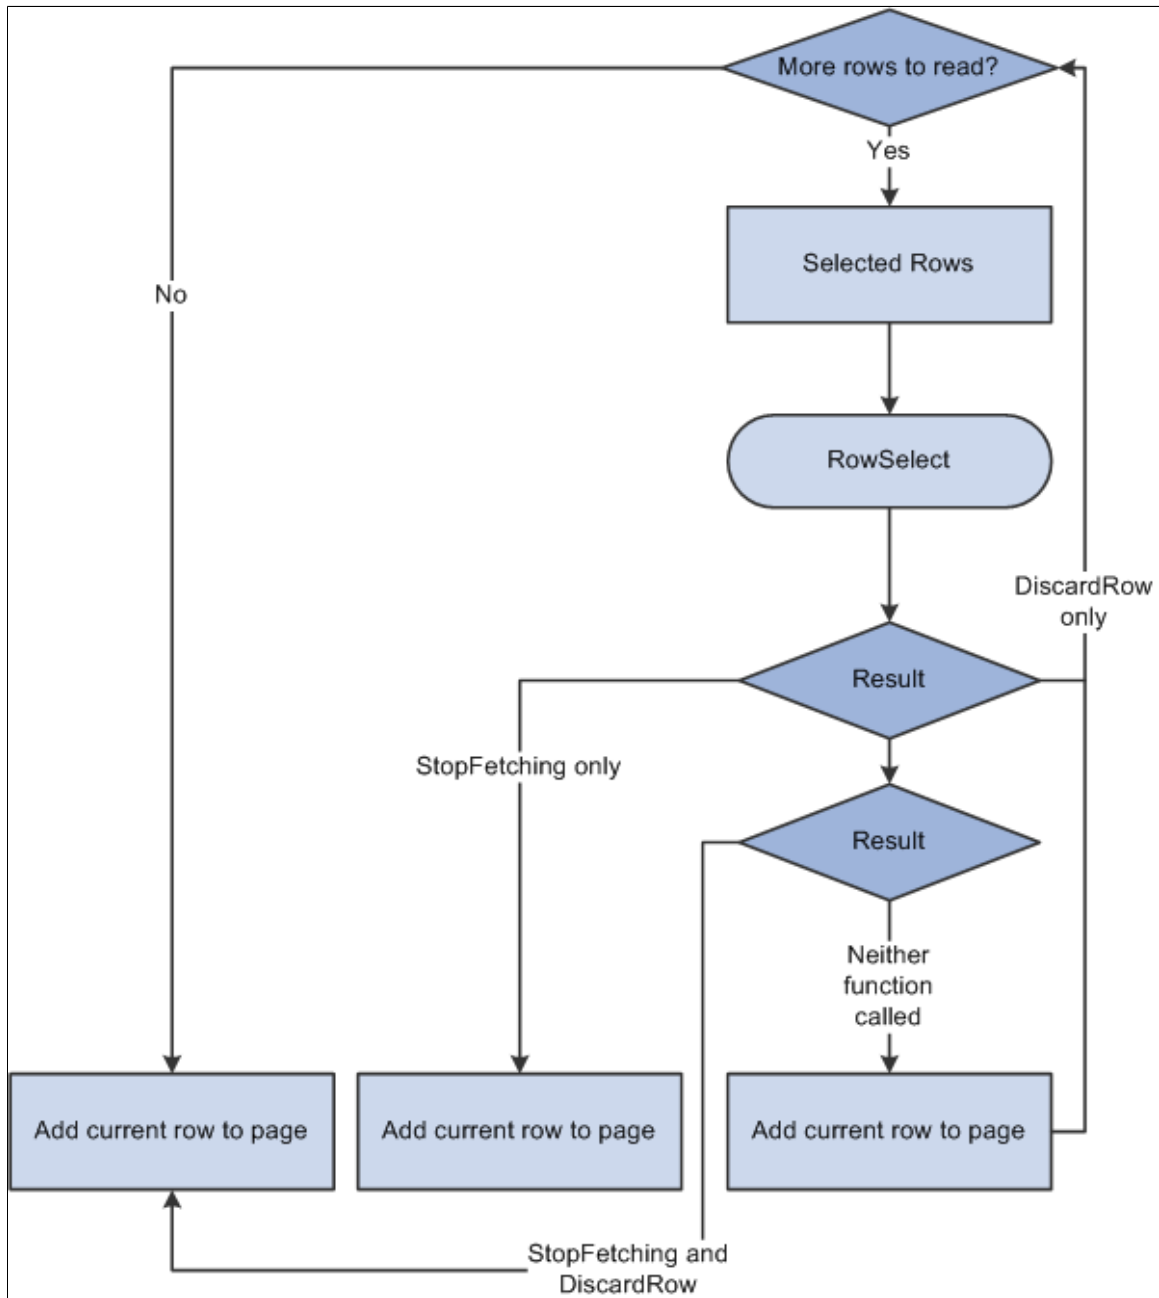 More rows to read?
Yes
Selected Rows
No
RowSelect
DiscardRow
only
Result
StopFetching only
Result
Neither
function
called
Add current row to page
Add current row to page
Add current row to page
StopFetching and
DiscardRow